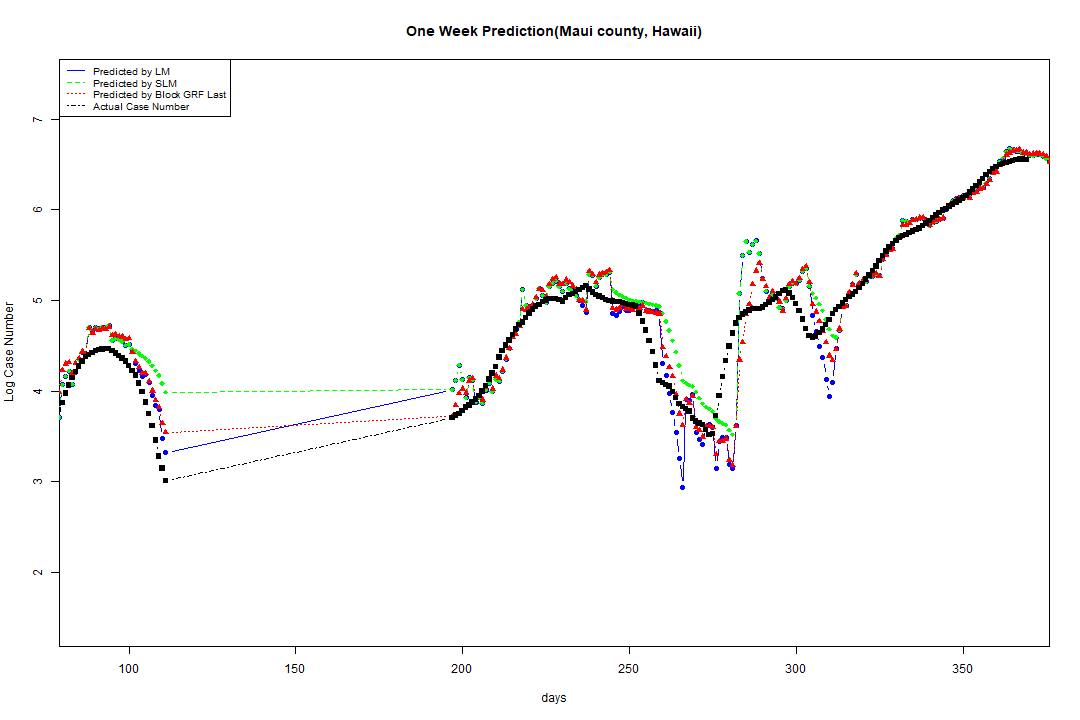 One Week Prediction(Maui county, Hawaii)
Predicted by LM
Predicted by SLM
Predicted by Block GRF Last
Actual Case Number
Log Case Number
7
6
5
4
3
2
100 150 200 250 300 350
days